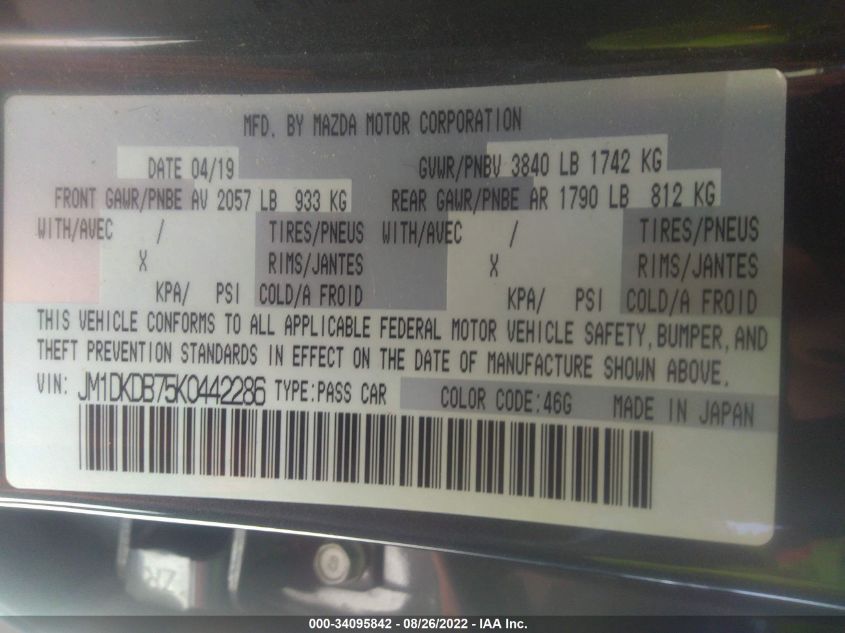 MFD. BY MAZDA MOTOR CORPORATION
DATE 04/19 GVWR/PNBV 3840 LB 1742 KG
FRONT GAWR/PNBE AV 2057 LB 933 KG REAR GAWR/PNBE AR 1790 LB 812 KG
WITH/AVEC / TIRES/PNEUS WITH/AVEC / TIRES/PNEUS
X RIMS/JANTES X RIMS/JANTES
KPA/ PSI COLD/A FROID KPA/ PSI COLD/A FROID
THIS VEHICLE CONFORMS TO ALL APPLICABLE FEDERAL MOTOR VEHICLE SAFETY, BUMPER, AND
THEFT PREVENTION STANDARDS IN EFFECT ON THE DATE OF MANUFACTURE SHOWN ABOVE.
VIN: JM1DKDB75K0442286 TYPE:PASS CAR COLOR CODE:46G MADE IN JAPAN
000-34095842 - 08/26/2022 - IAA Inc.